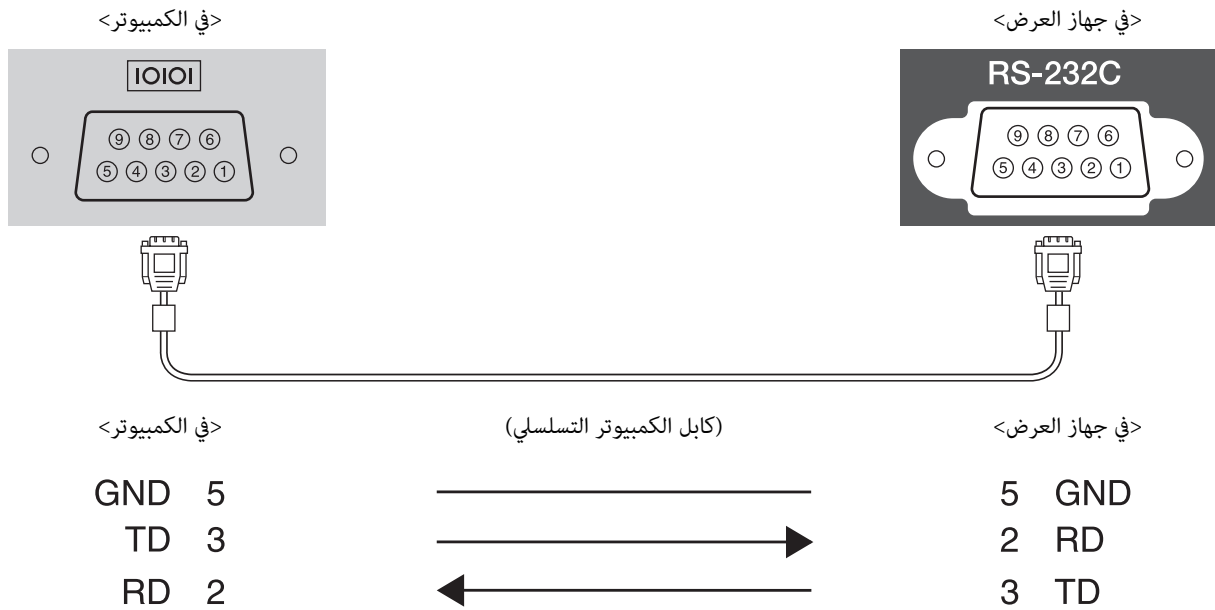 <في الكمبيوتر>
<في جهاز العرض>
IOIOI
RS-232C
9 8 7 6
5 4 3 2 1
9 8 7 6
5 4 3 2 1
<في الكمبيوتر>
(كابل الكمبيوتر التسلسلي)
<في جهاز العرض>
GND 5
5 GND
TD 3
2 RD
RD 2
3 TD